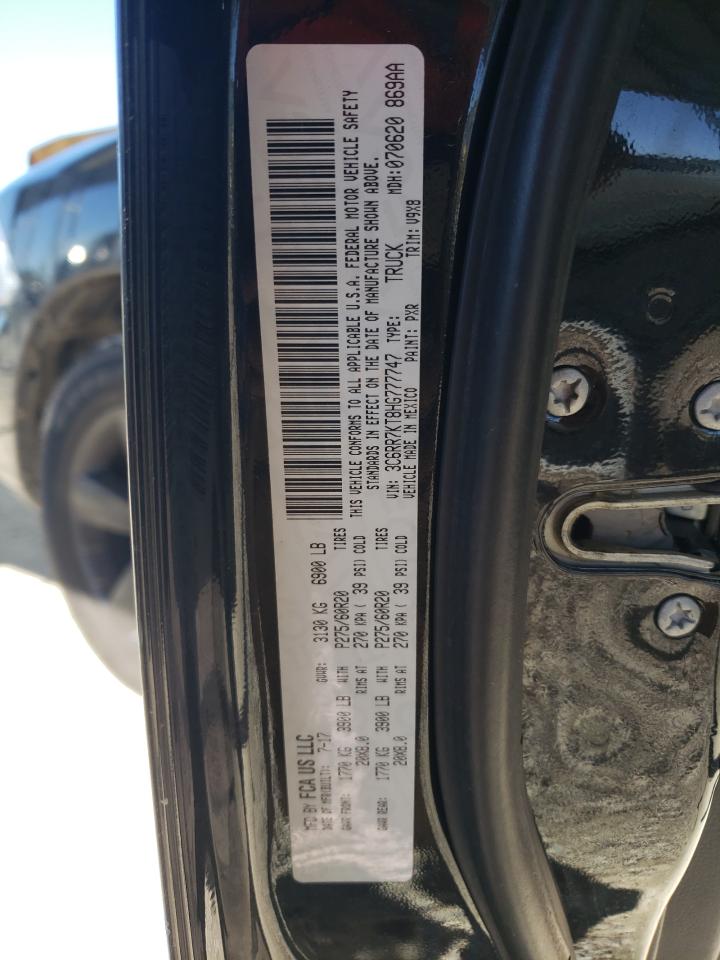 MFD BY FCA US LLC
DATE OF MFR(BUILT): 7-17
GVWR: 3130 KG 6900 LB
GAWR FRONT: 1770 KG 3900 LB WITH P275/60R20 TIRES
20X8.0 RIMS AT 270 KPA ( 39 PSI) COLD
GAWR REAR: 1770 KG 3900 LB WITH P275/60R20 TIRES
20X8.0 RIMS AT 270 KPA ( 39 PSI) COLD
THIS VEHICLE CONFORMS TO ALL APPLICABLE U.S.A. FEDERAL MOTOR VEHICLE SAFETY
STANDARDS IN EFFECT ON THE DATE OF MANUFACTURE SHOWN ABOVE.
VIN: 3C6RR7KT8HG777747 TYPE: TRUCK MDH:070620 869AA
VEHICLE MADE IN MEXICO PAINT: PXR TRIM: V9X8